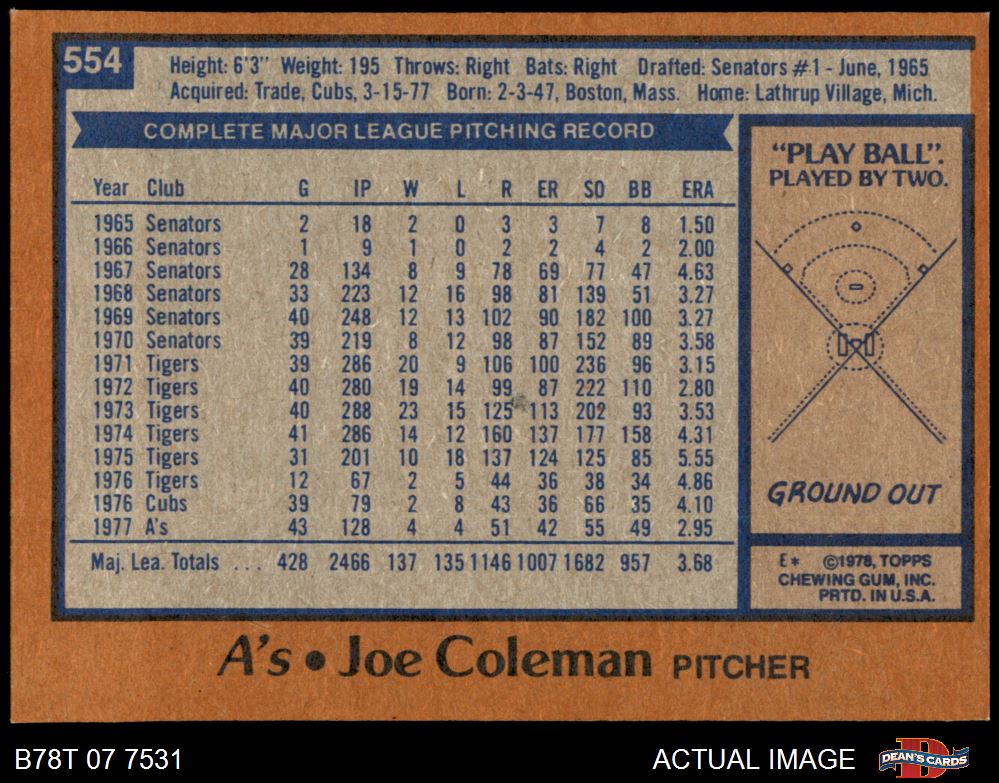 554
Height: 6'3" Weight: 195 Throws: Right Bats: Right Drafted: Senators #1 - June, 1965
Acquired: Trade, Cubs, 3-15-77 Born: 2-3-47, Boston, Mass. Home: Lathrup Village, Mich.
COMPLETE MAJOR LEAGUE PITCHING RECORD
Year Club G IP W L R ER SO BB ERA
1965 Senators 2 18 2 0 3 3 7 8 1.50
1966 Senators 1 9 1 0 2 2 4 2 2.00
1967 Senators 28 134 8 9 78 69 77 47 4.63
1968 Senators 33 223 12 16 98 81 139 51 3.27
1969 Senators 40 248 12 13 102 90 182 100 3.27
1970 Senators 39 219 8 12 98 87 152 89 3.58
1971 Tigers 39 286 20 9 106 100 236 96 3.15
1972 Tigers 40 280 19 14 99 87 222 110 2.80
1973 Tigers 40 288 23 15 125 113 202 93 3.53
1974 Tigers 41 286 14 12 160 137 177 158 4.31
1975 Tigers 31 201 10 18 137 124 125 85 5.55
1976 Tigers 12 67 2 5 44 36 38 34 4.86
1976 Cubs 39 79 2 8 43 36 66 35 4.10
1977 A's 43 128 4 4 51 42 55 49 2.95
Maj. Lea. Totals ... 428 2466 137 135 1146 1007 1682 957 3.68
"PLAY BALL".
PLAYED BY TWO.
GROUND OUT
E* ©1978, TOPPS
CHEWING GUM, INC.
PRTD. IN U.S.A.
A's • Joe Coleman PITCHER
B78T 07 7531
ACTUAL IMAGE
D
DEAN'S CARDS